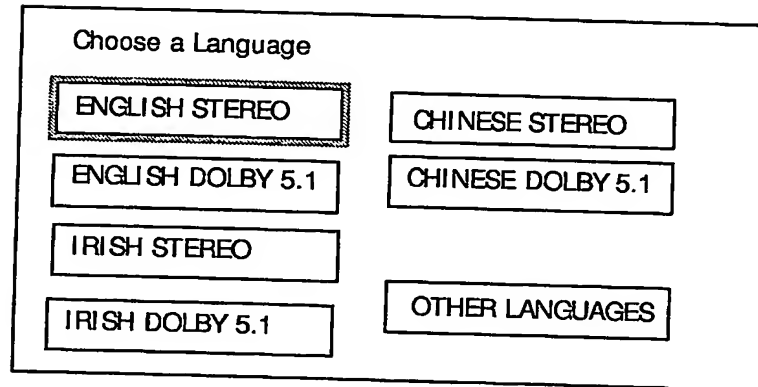 Choose a Language
ENGLISH STEREO
ENGLISH DOLBY 5.1
IRISH STEREO
IRISH DOLBY 5.1
CHINESE STEREO
CHINESE DOLBY 5.1
OTHER LANGUAGES